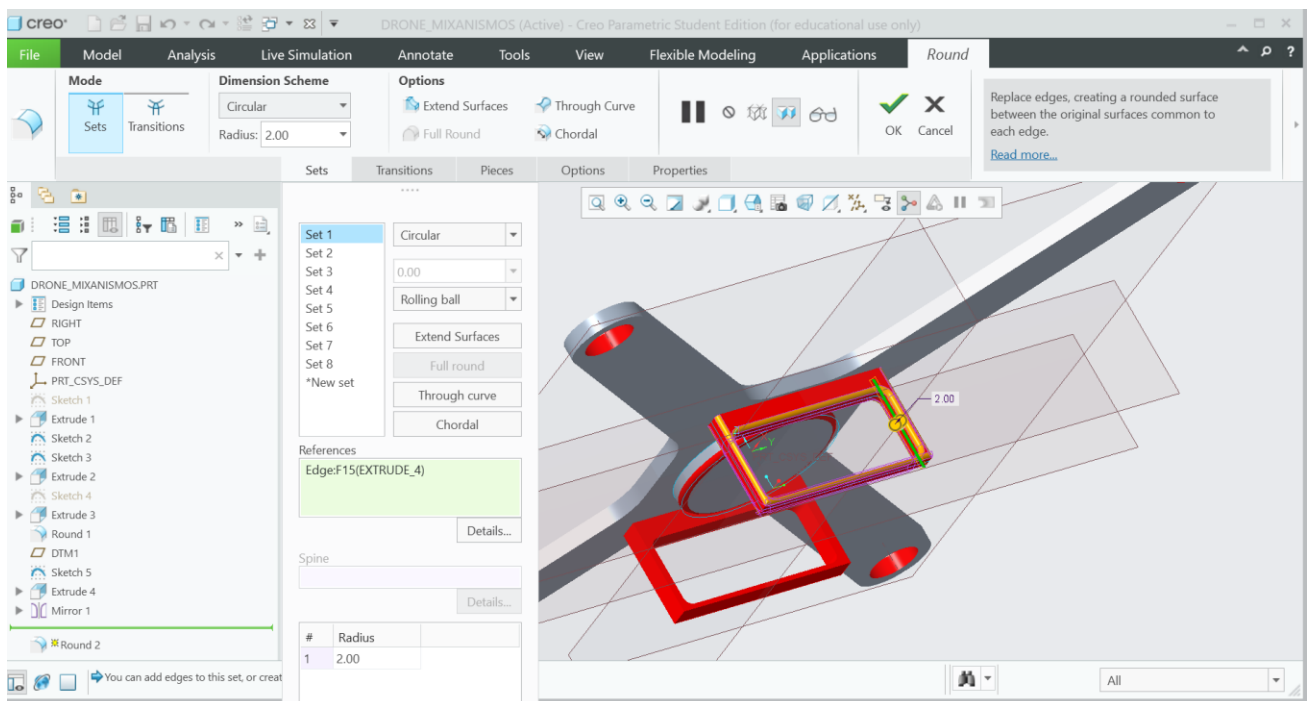 creo®
DRONE_MIXANISMOS (Active) - Creo Parametric Student Edition (for educational use only)
File Model Analysis Live Simulation Annotate Tools View Flexible Modeling Applications Round
Mode Dimension Scheme Options
Sets Transitions
Circular
Radius: 2.00
Extend Surfaces Through Curve
Full Round Chordal
OK Cancel
Replace edges, creating a rounded surface
between the original surfaces common to
each edge.
Read more...
Sets Transitions Pieces Options Properties
DRONE_MIXANISMOS.PRT
Design Items
RIGHT
TOP
FRONT
PRT_CSYS_DEF
Sketch 1
Extrude 1
Sketch 2
Sketch 3
Extrude 2
Sketch 4
Extrude 3
Round 1
DTM1
Sketch 5
Extrude 4
Mirror 1
Round 2
Set 1
Set 2
Set 3
Set 4
Set 5
Set 6
Set 7
Set 8
*New set
Circular
0.00
Rolling ball
Extend Surfaces
Full round
Through curve
Chordal
References
Edge:F15(EXTRUDE_4)
Details...
Spine
Details...
# Radius
1 2.00
2.00
Y
You can add edges to this set, or creat
All